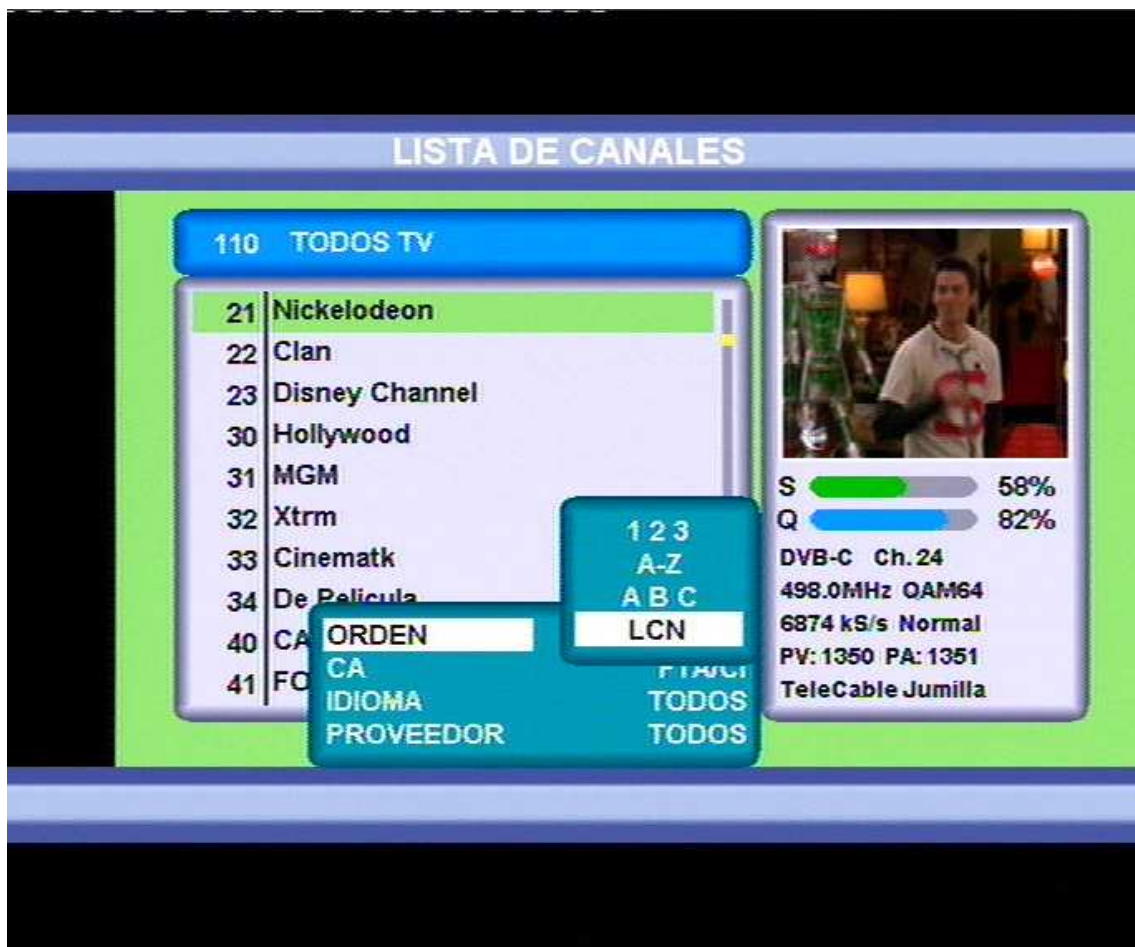 LISTA DE CANALES
110 TODOS TV
21 Nickelodeon
22 Clan
23 Disney Channel
30 Hollywood
31 MGM
32 Xtrm
33 Cinematk
34 De Pelicula
40 CA
41 FO
1 2 3
A-Z
A B C
LCN
ORDEN
CA FTA/CI
IDIOMA TODOS
PROVEEDOR TODOS
S 58%
Q 82%
DVB-C Ch.24
498.0MHz QAM64
6874 kS/s Normal
PV:1350 PA:1351
TeleCable Jumilla